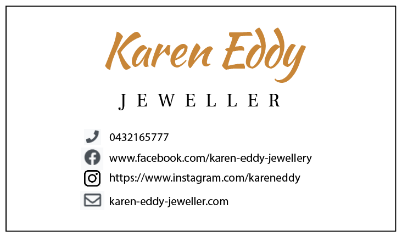 Karen Eddy
JEWELLER
0432165777
www.facebook.com/karen-eddy-jewellery
https://www.instagram.com/kareneddy
karen-eddy-jeweller.com